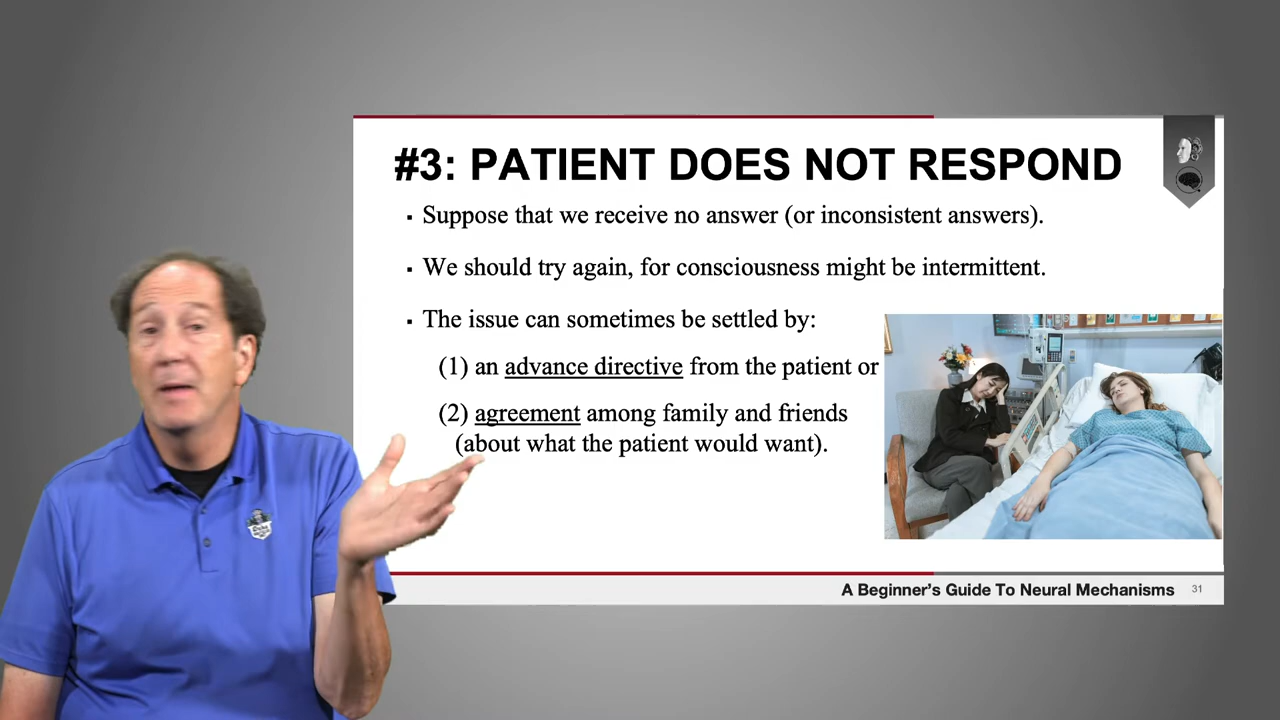 #3: PATIENT DOES NOT RESPOND
▪ Suppose that we receive no answer (or inconsistent answers).
▪ We should try again, for consciousness might be intermittent.
▪ The issue can sometimes be settled by:
(1) an advance directive from the patient or
(2) agreement among family and friends
(about what the patient would want).
A Beginner's Guide To Neural Mechanisms 31
Duke